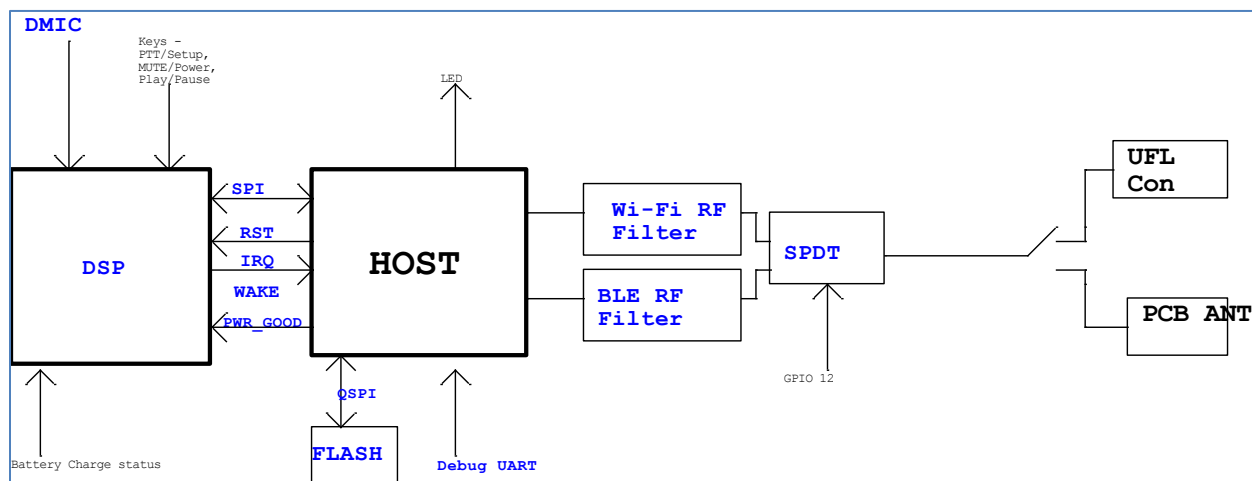 DMIC
Keys -
PTT/Setup,
MUTE/Power,
Play/Pause
LED
UFL
Con
SPI
Wi-Fi RF
Filter
RST
DSP
IRQ
HOST
SPDT
WAKE
BLE RF
Filter
PWR_GOOD
PCB ANT
GPIO 12
QSPI
FLASH
Battery Charge status
Debug UART